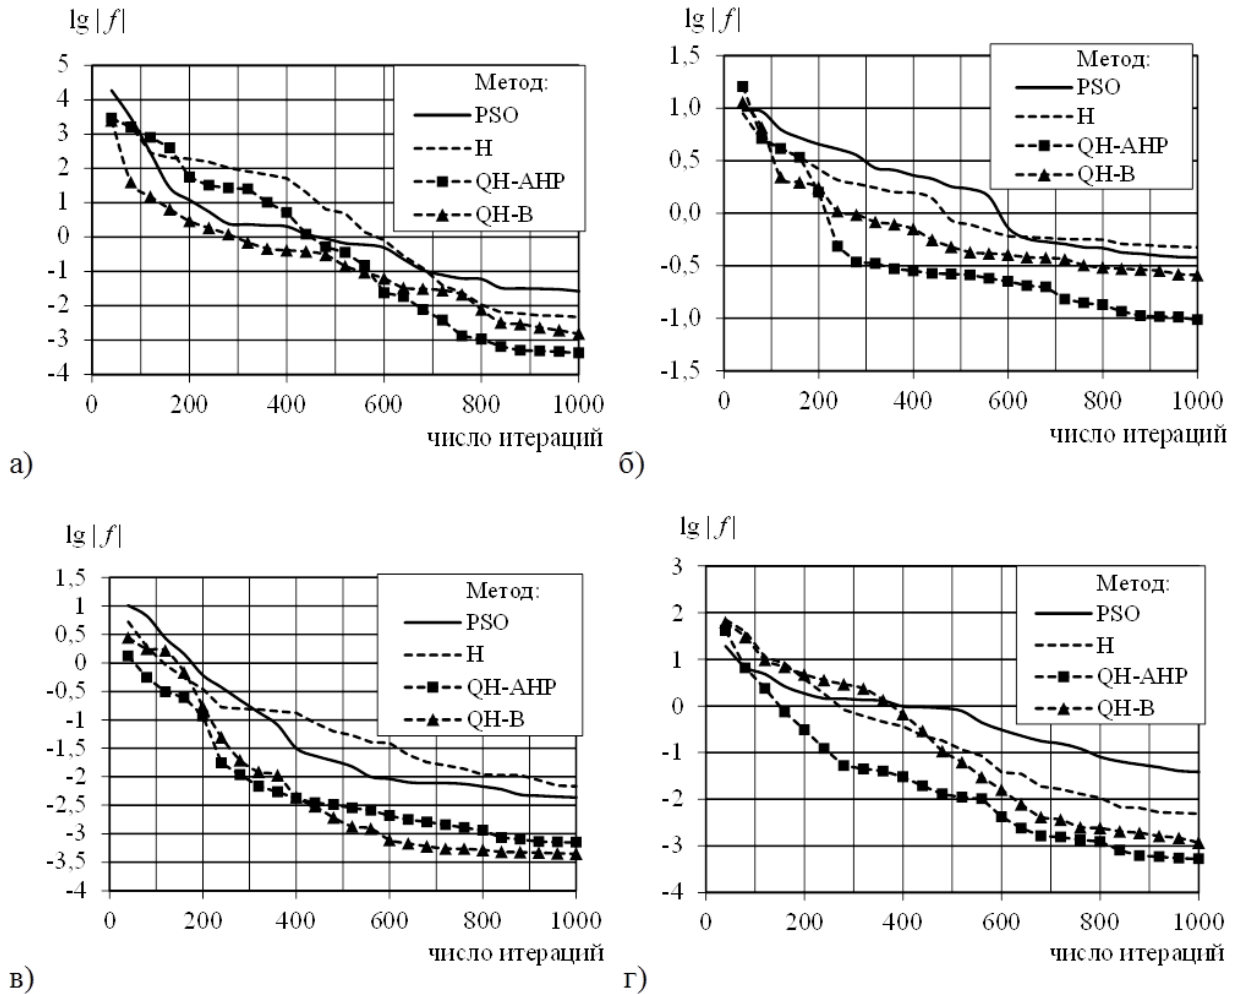 lg | f|
5
4
3
2
1
0
-1
-2
-3
-4
0 200 400 600 800 1000
число итераций
Метод:
PSO
H
QH-AHP
QH-B
а)
lg | f|
1,5
1,0
0,5
0,0
-0,5
-1,0
-1,5
0 200 400 600 800 1000
число итераций
Метод:
PSO
H
QH-AHP
QH-B
б)
lg | f|
1,5
1
0,5
0
-0,5
-1
-1,5
-2
-2,5
-3
-3,5
-4
0 200 400 600 800 1000
число итераций
Метод:
PSO
H
QH-AHP
QH-B
в)
lg | f|
3
2
1
0
-1
-2
-3
-4
0 200 400 600 800 1000
число итераций
Метод:
PSO
H
QH-AHP
QH-B
г)